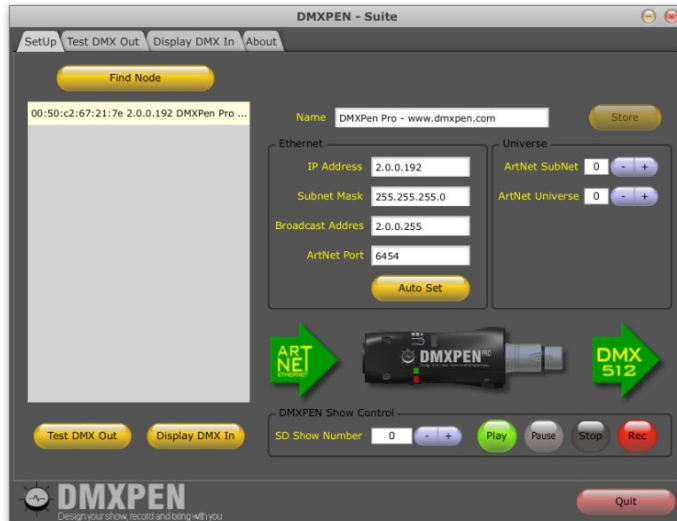 DMXPEN - Suite
SetUp Test DMX Out Display DMX In About
Find Node
00:50:c2:67:21:7e 2.0.0.192 DMXPen Pro ...
Name DMXPen Pro - www.dmxpen.com Store
Ethernet Universe
IP Address 2.0.0.192 ArtNet SubNet 0 - +
Subnet Mask 255.255.255.0 ArtNet Universe 0 - +
Broadcast Addres 2.0.0.255
ArtNet Port 6454
Auto Set
ART
NET
ETHERNET
DMXPEN PRO
DMX
512
DMXPEN Show Control
Test DMX Out Display DMX In SD Show Number 0 - + Play Pause Stop Rec
DMXPEN
Design your show, record and bring with you
Quit